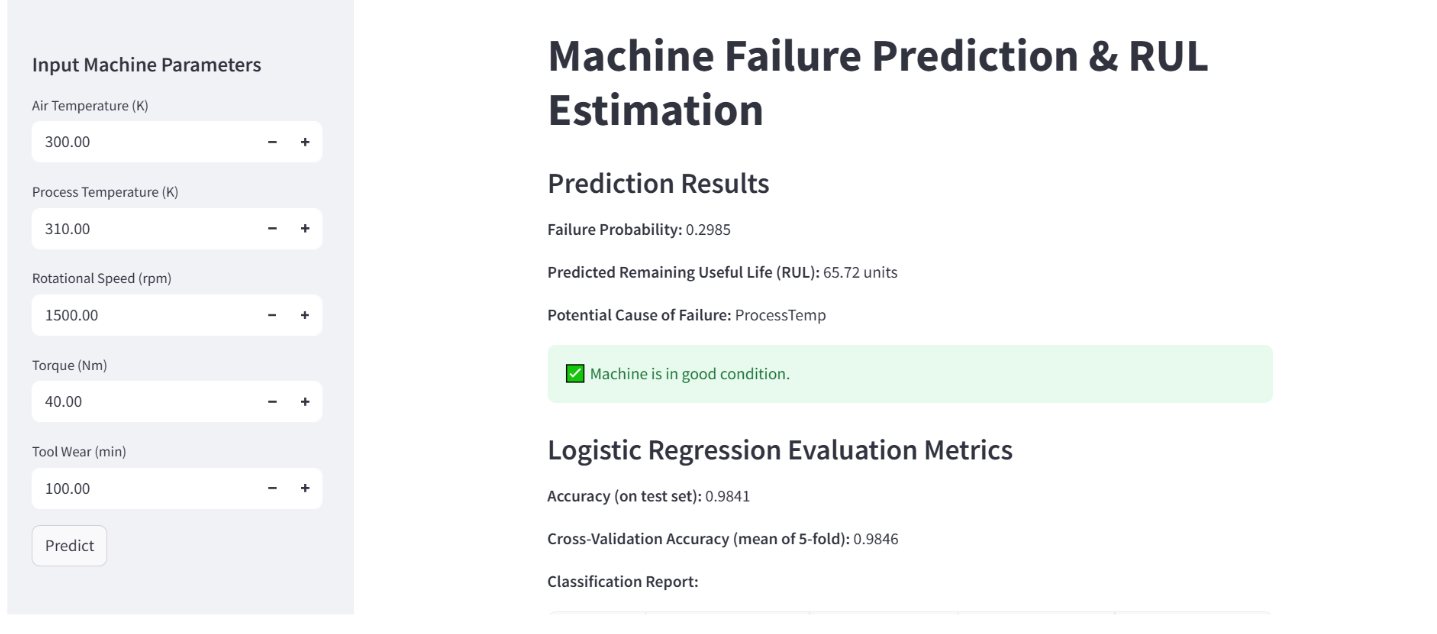 Input Machine Parameters
Air Temperature (K)
300.00
Process Temperature (K)
310.00
Rotational Speed (rpm)
1500.00
Torque (Nm)
40.00
Tool Wear (min)
100.00
Predict
Machine Failure Prediction & RUL
Estimation
Prediction Results
Failure Probability: 0.2985
Predicted Remaining Useful Life (RUL): 65.72 units
Potential Cause of Failure: ProcessTemp
Machine is in good condition.
Logistic Regression Evaluation Metrics
Accuracy (on test set): 0.9841
Cross-Validation Accuracy (mean of 5-fold): 0.9846
Classification Report: